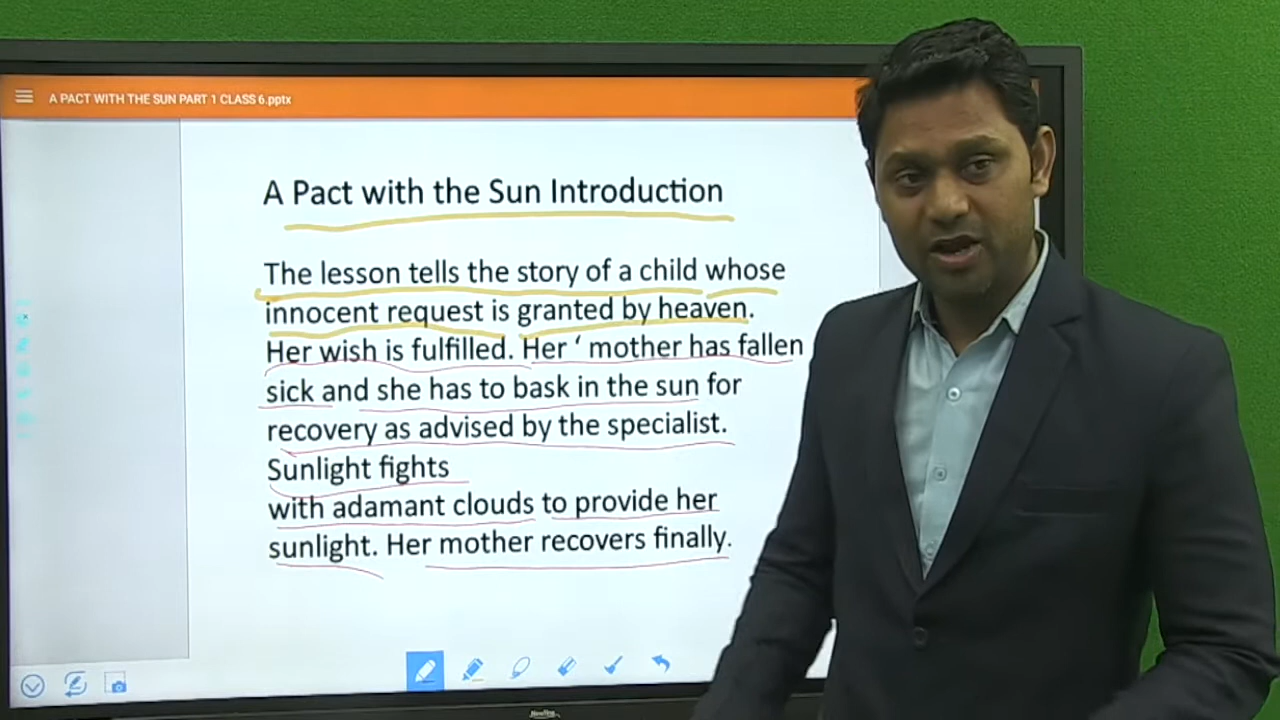 A PACT WITH THE SUN PART 1 CLASS 6.pptx
A Pact with the Sun Introduction
The lesson tells the story of a child whose
innocent request is granted by heaven.
Her wish is fulfilled. Her ‘ mother has fallen
sick and she has to bask in the sun for
recovery as advised by the specialist.
Sunlight fights
with adamant clouds to provide her
sunlight. Her mother recovers finally.